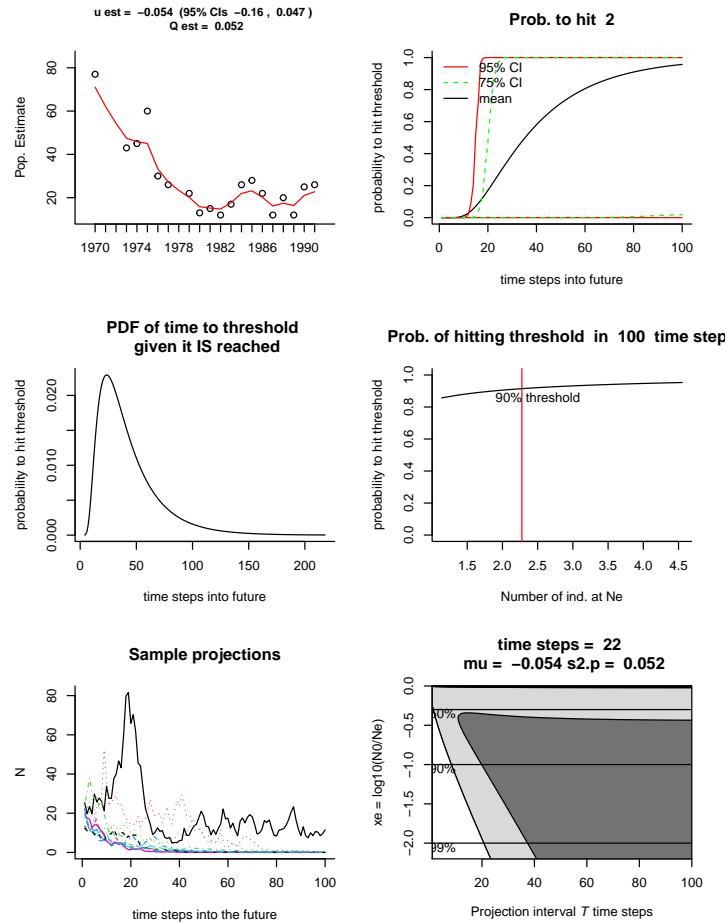 u est = −0.054 (95% CIs −0.16 , 0.047 )
Q est = 0.052
Pop. Estimate
80
60
40
20
1970 1974 1978 1982 1986 1990
Prob. to hit 2
probability to hit threshold
1.0
0.8
0.6
0.4
0.2
0.0
95% CI
75% CI
mean
0 20 40 60 80 100
time steps into future
PDF of time to threshold
given it IS reached
probability to hit threshold
0.020
0.010
0.000
0 50 100 150 200
time steps into future
Prob. of hitting threshold in 100 time step
probability to hit threshold
1.0
0.8
0.6
0.4
0.2
0.0
90% threshold
1.5 2.0 2.5 3.0 3.5 4.0 4.5
Number of ind. at Ne
Sample projections
N
80
60
40
20
0
0 20 40 60 80 100
time steps into the future
time steps = 22
mu = −0.054 s2.p = 0.052
xe = log10(N0/Ne)
0.0
−0.5
−1.0
−1.5
−2.0
90%
99%
20 40 60 80 100
Projection interval T time steps